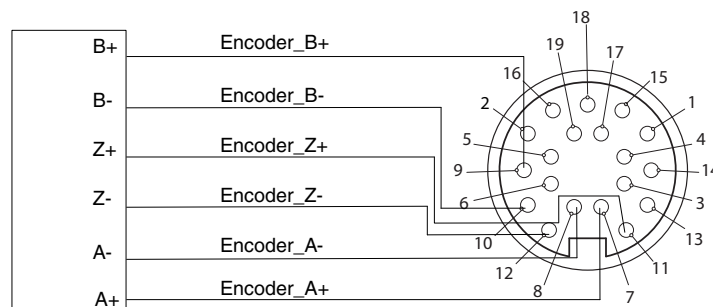 18
B+ Encoder_B+ 19 17
16 15
B- Encoder_B- 2 1
Z+ Encoder_Z+ 5 4
9 14
Z- Encoder_Z- 6 3
10 13
A- Encoder_A- 12 11
8 7
A+ Encoder_A+